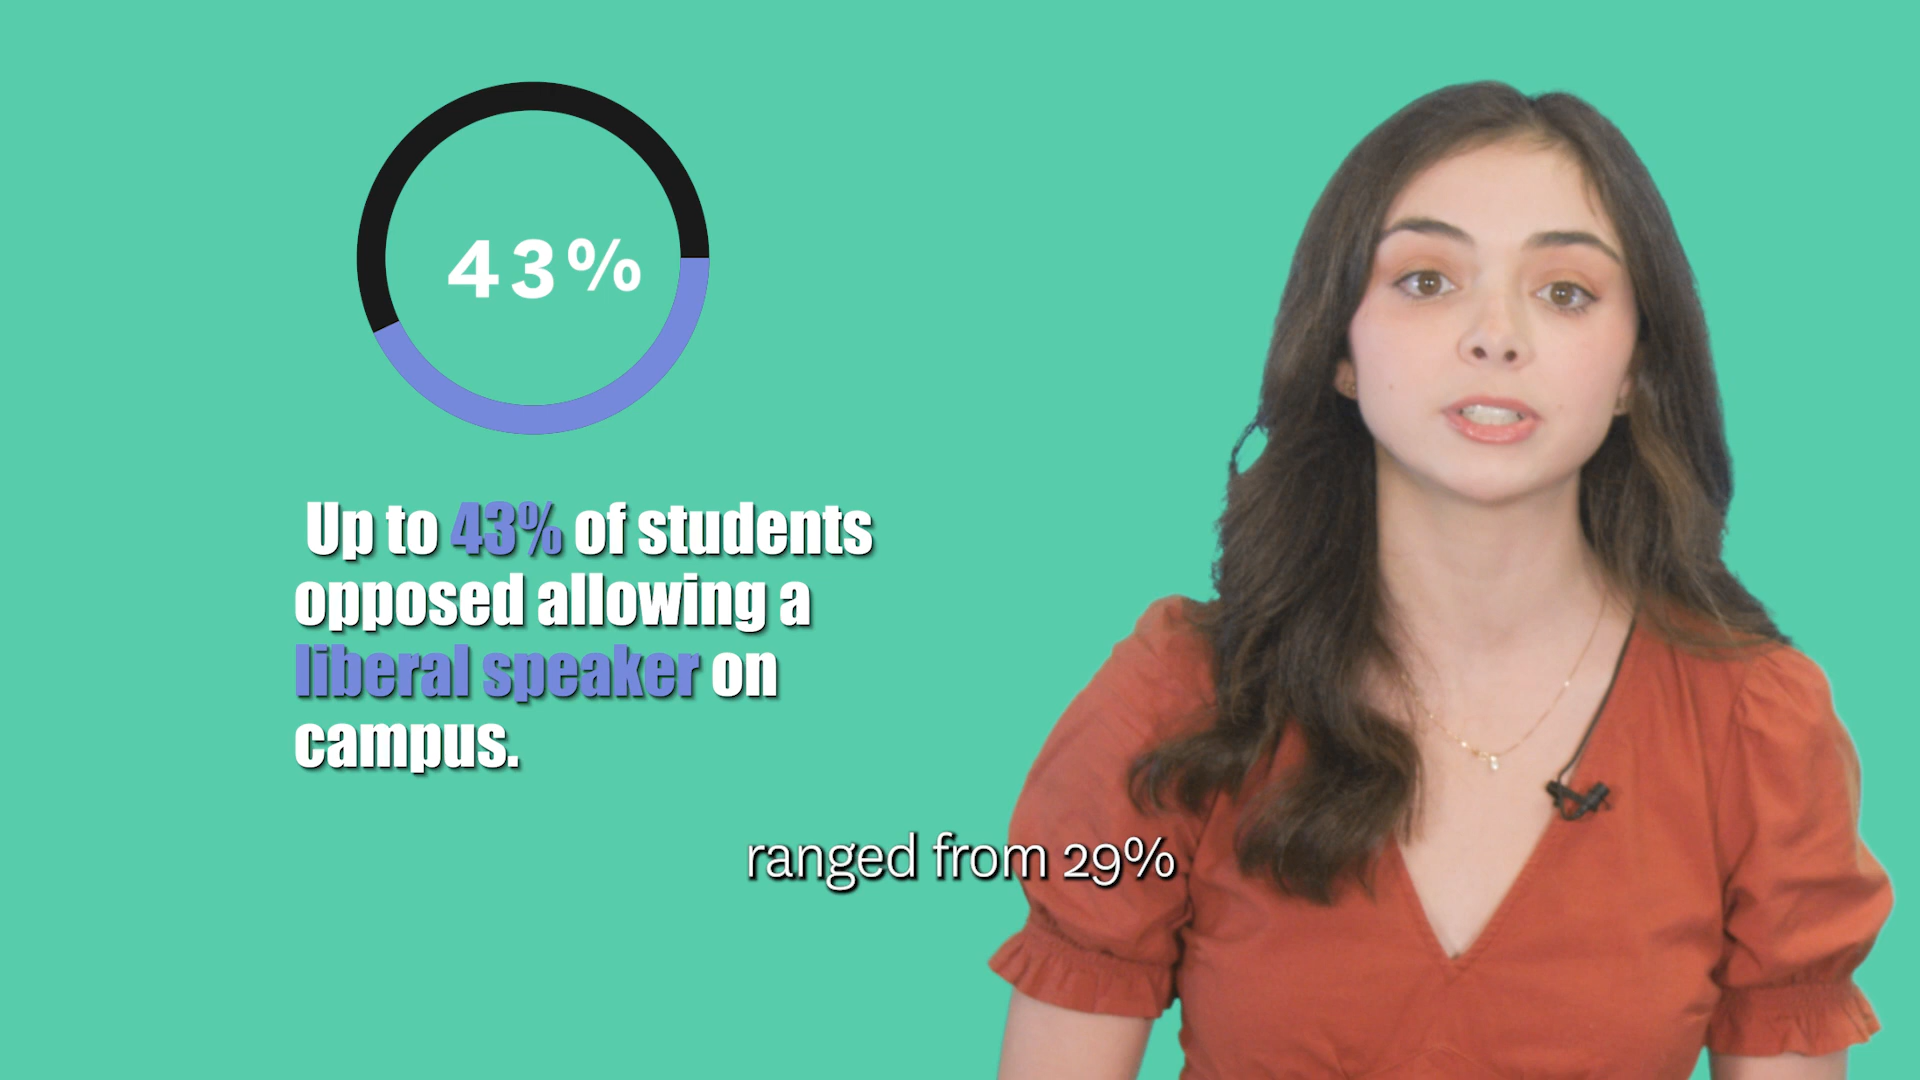 43%
Up to 43% of students
opposed allowing a
liberal speaker on
campus.
ranged from 29%